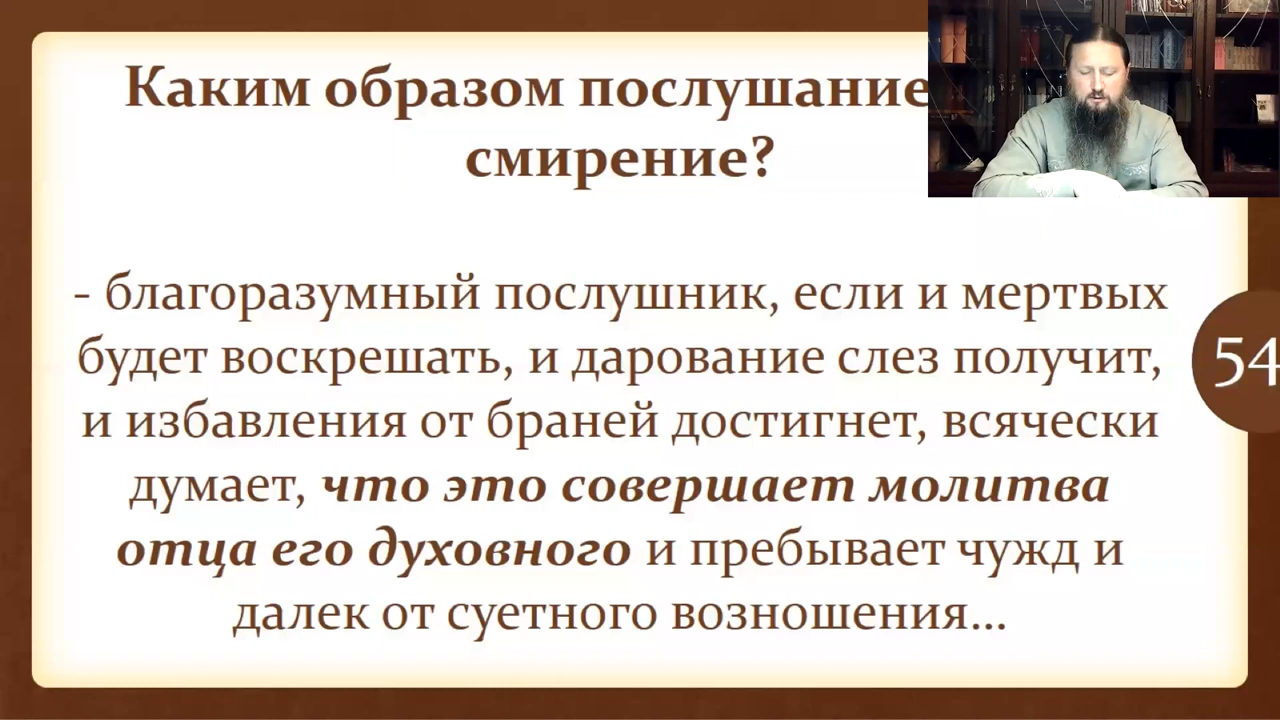 Каким образом послушание
смирение?
- благоразумный послушник, если и мертвых
будет воскрешать, и дарование слез получит,
и избавления от браней достигнет, всячески
думает, что это совершает молитва
отца его духовного и пребывает чужд и
далек от суетного возношения...
54